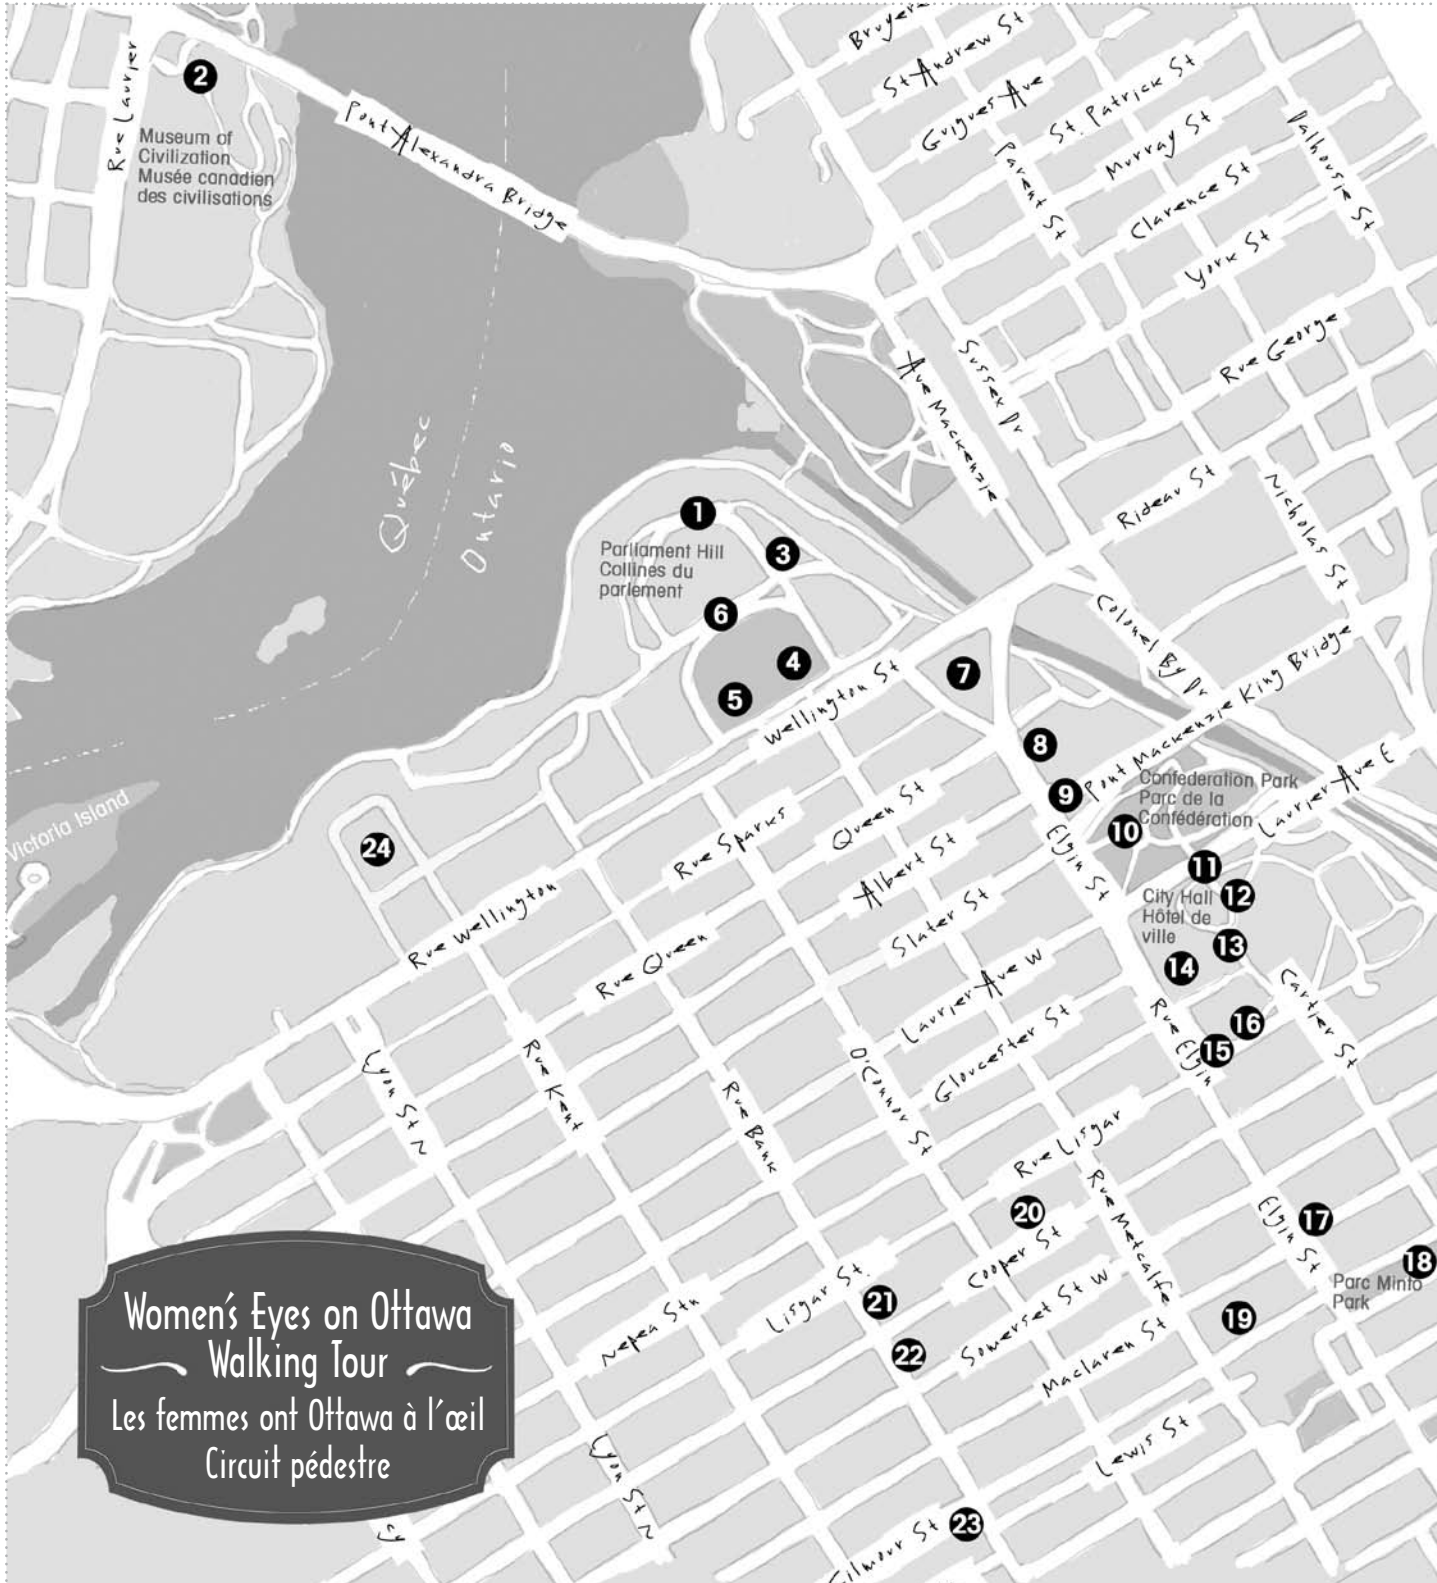 Bruyere
St Andrew St
Guigues Ave
St. Patrick St
Murray St
Parent St
Clarence St
York St
Dalhousie St
Rue Laurier
2
Museum of
Civilization
Musée canadien
des civilisations
Pont Alexandra Bridge
Rue George
Sussex Dr
Ave Mackenzie
Québec
Ontario
Rideau St
Nicholas St
1
Parliament Hill
Collines du
parlement
3
6
4
5
7
Wellington St
Colonel By Dr
Pont Mackenzie King Bridge
8
9
Confederation Park
Parc de la
Confédération
10
Laurier Ave E
Elgin St
Victoria Island
24
Rue Sparks
Queen St
Albert St
Slater St
11
12
City Hall
Hôtel de
ville
13
14
Rue Wellington
Rue Queen
Laurier Ave W
Gloucester St
Cartier St
Rue Elgin
16
15
Lyon St N
Rue Kent
Rue Bank
O'Connor St
Rue Lisgar
Rue Metcalfe
20
Cooper St
Elgin St
17
18
Parc Minto
Park
19
Nepea Stn
Lisgar St.
21
22
Somerset St W
Maclaren St
Lewis St
Lyon St N
Gilmour St
23
Women's Eyes on Ottawa
Walking Tour
Les femmes ont Ottawa à l'œil
Circuit pédestre